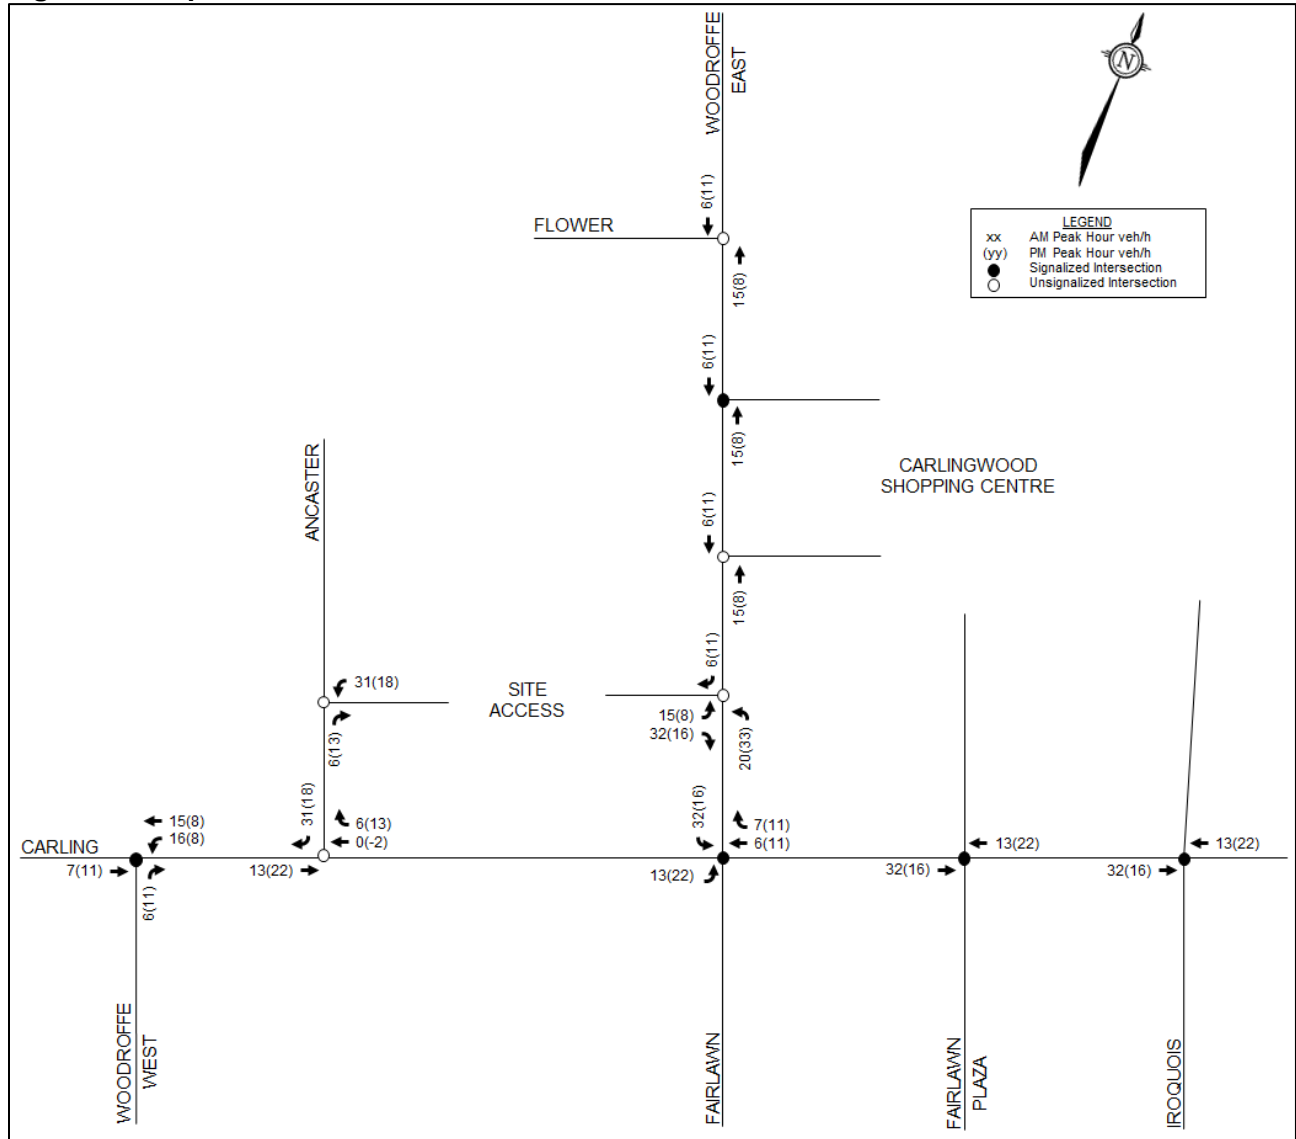 WOODROFFE
EAST
N
6(11)
FLOWER
LEGEND
xx AM Peak Hour veh/h
(yy) PM Peak Hour veh/h
Signalized Intersection
Unsignalized Intersection
15(8)
6(11)
ANCASTER
15(8)
CARLINGWOOD
SHOPPING CENTRE
6(11)
15(8)
6(11)
31(18)
SITE
ACCESS
15(8)
32(16)
20(33)
6(13)
31(18)
32(16)
15(8)
16(8)
6(13)
0(-2)
7(11)
6(11)
13(22)
13(22)
CARLING
7(11)
6(11)
13(22)
13(22)
32(16)
32(16)
WOODROFFE
WEST
FAIRLAWN
FAIRLAWN
PLAZA
IROQUOIS